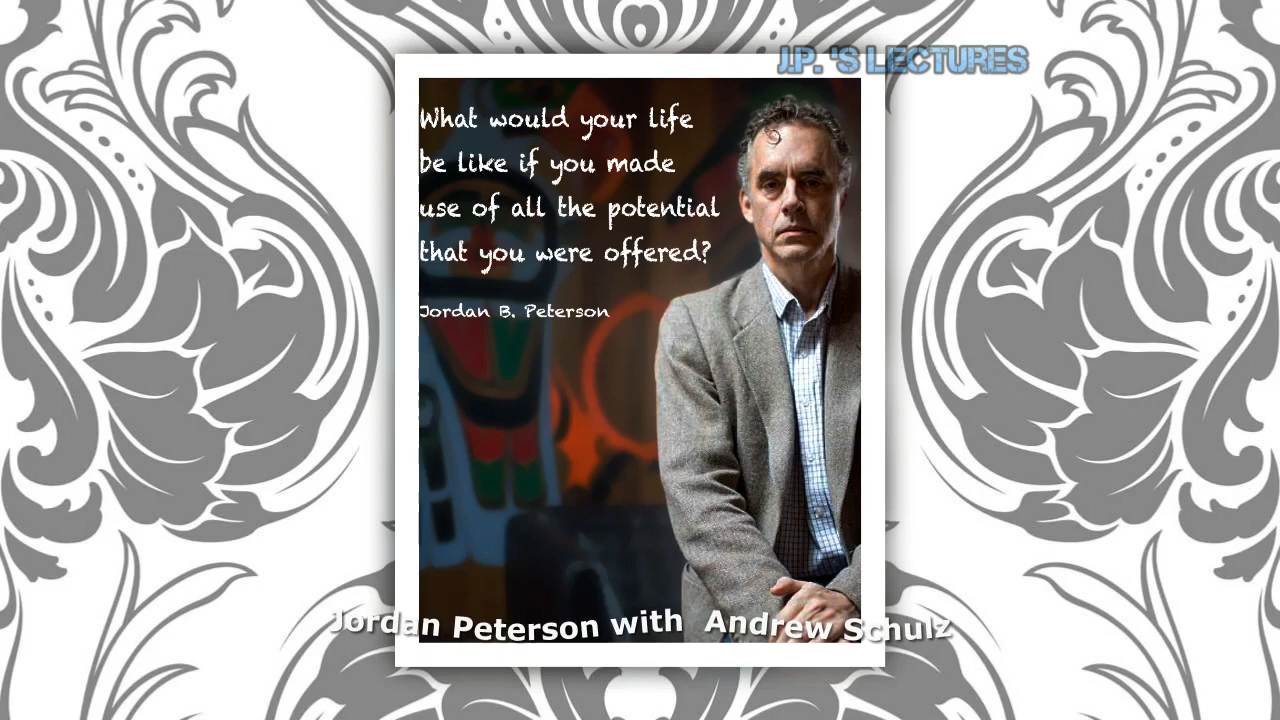 J.P. 'S LECTURES
What would your life
be like if you made
use of all the potential
that you were offered?
Jordan B. Peterson
Jordan Peterson with Andrew Schulz